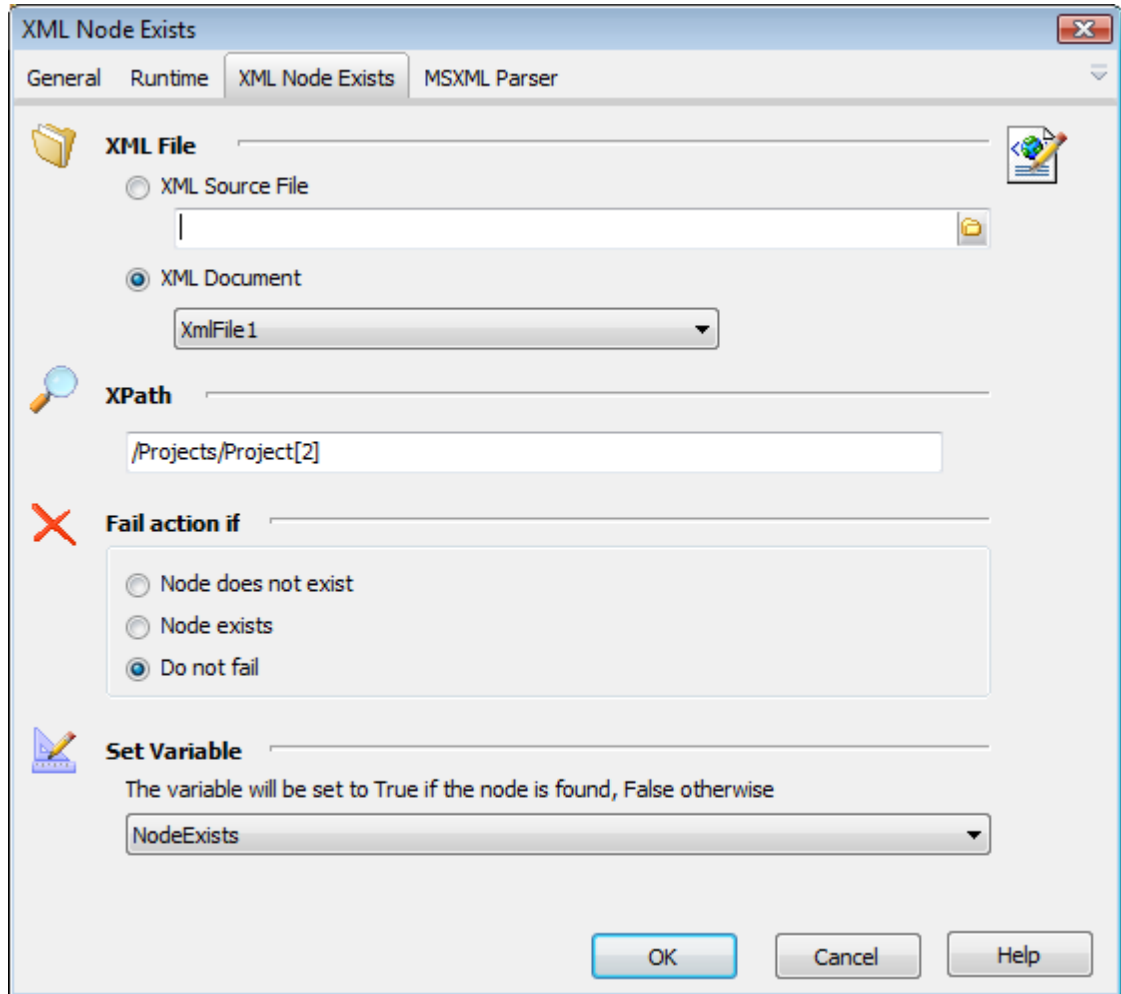 XML Node Exists
General Runtime XML Node Exists MSXML Parser
XML File
XML Source File
XML Document
XmlFile1
XPath
/Projects/Project[2]
Fail action if
Node does not exist
Node exists
Do not fail
Set Variable
The variable will be set to True if the node is found, False otherwise
NodeExists
OK Cancel Help